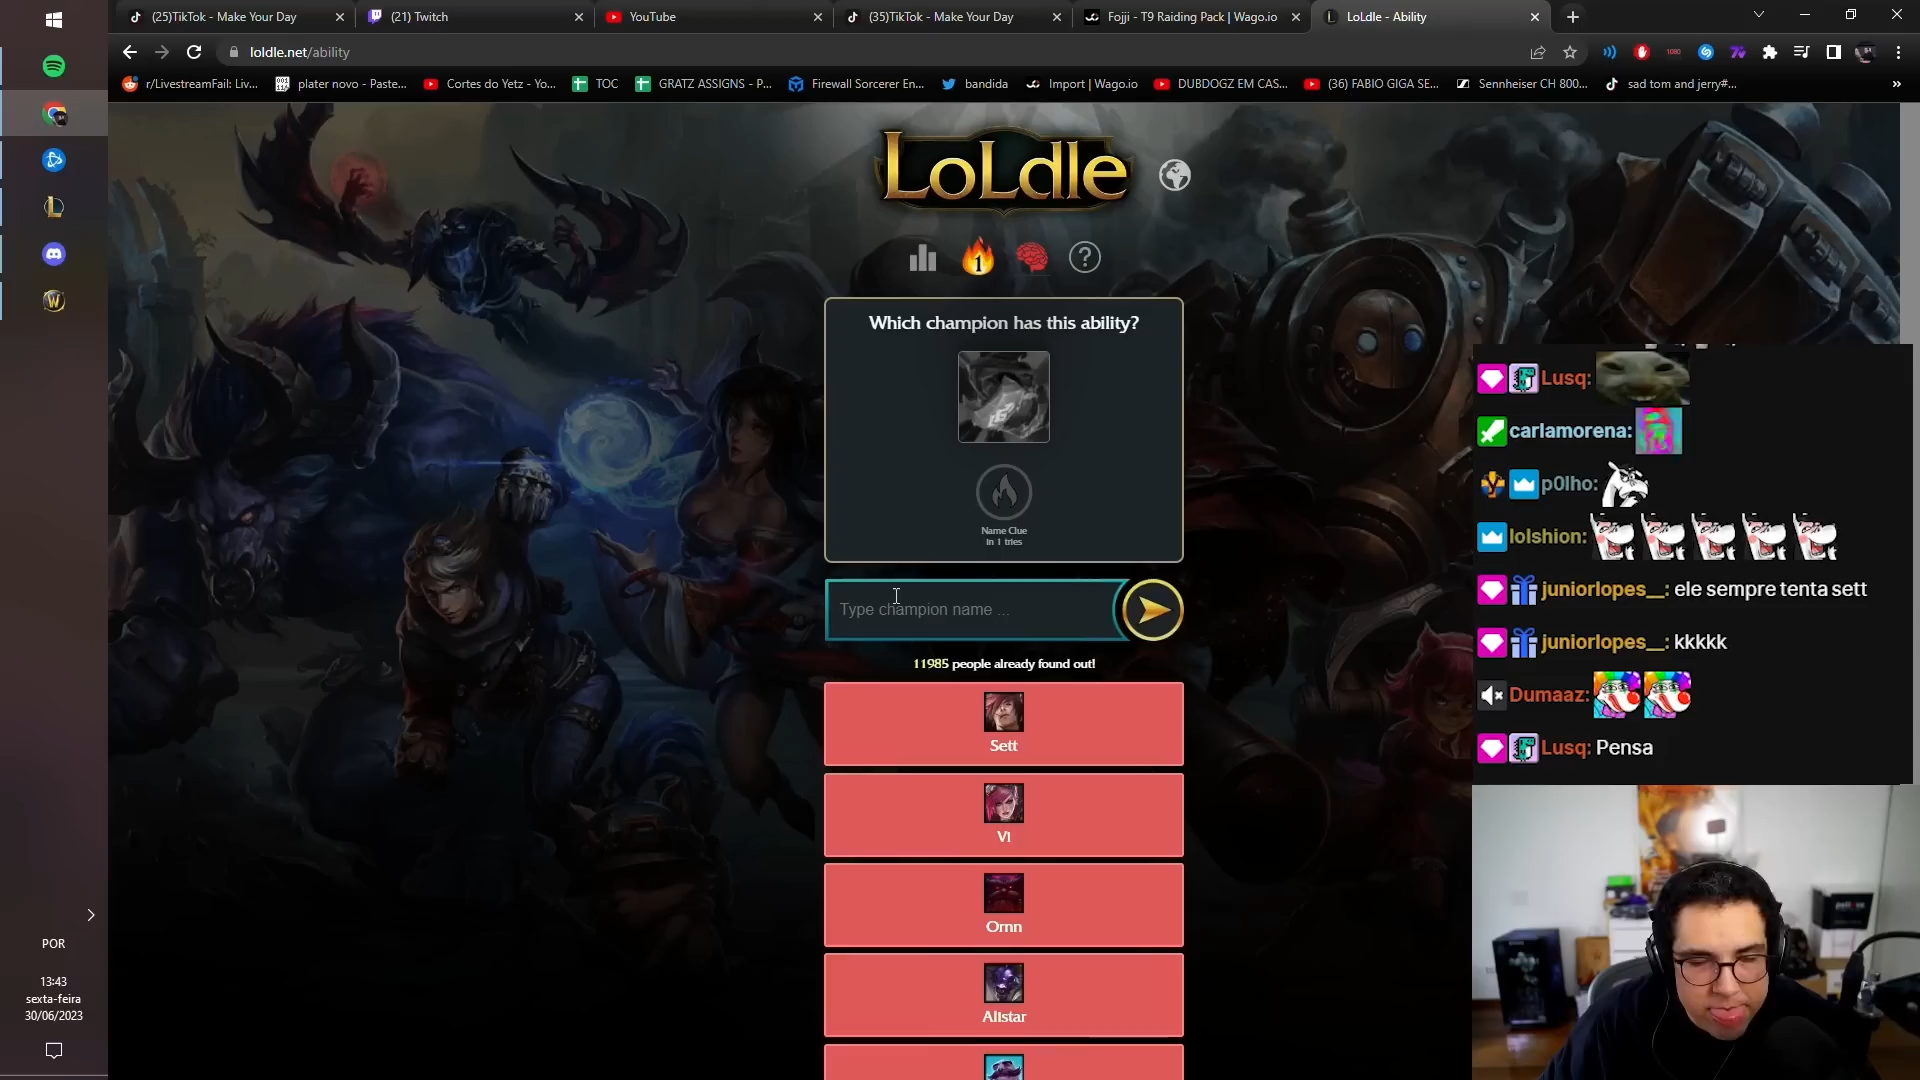 (25)TikTok - Make Your Day
(21) Twitch
YouTube
(35)TikTok - Make Your Day
Fojji - T9 Raiding Pack | Wago.io
LoLdle - Ability
loldle.net/ability
r/LivestreamFail: Liv...
plater novo - Paste...
Cortes do Yetz - Yo...
TOC
GRATZ ASSIGNS - P...
Firewall Sorcerer En...
bandida
Import | Wago.io
DUBDOGZ EM CAS...
(36) FABIO GIGA SE...
Sennheiser CH 800...
sad tom and jerry#...
LoLdle
1
Which champion has this ability?
Name Clue
in 1 tries
Type champion name ...
11985 people already found out!
Sett
Vi
Ornn
Alistar
Lusq:
carlamorena:
p0lho:
lolshion:
juniorlopes__: ele sempre tenta sett
juniorlopes__: kkkkk
Dumaaz:
Lusq: Pensa
POR
13:43
sexta-feira
30/06/2023